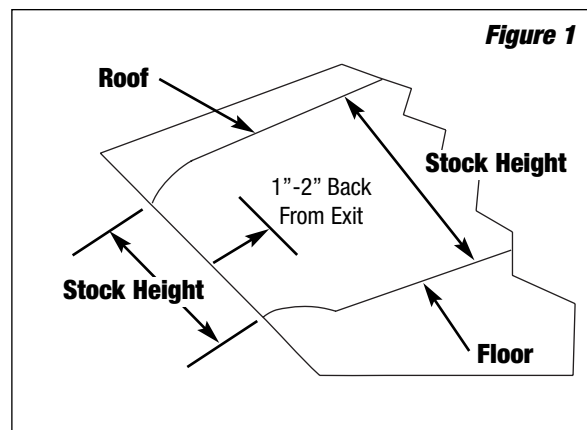 Figure 1
Roof
Stock Height
1”-2” Back
From Exit
Stock Height
Floor